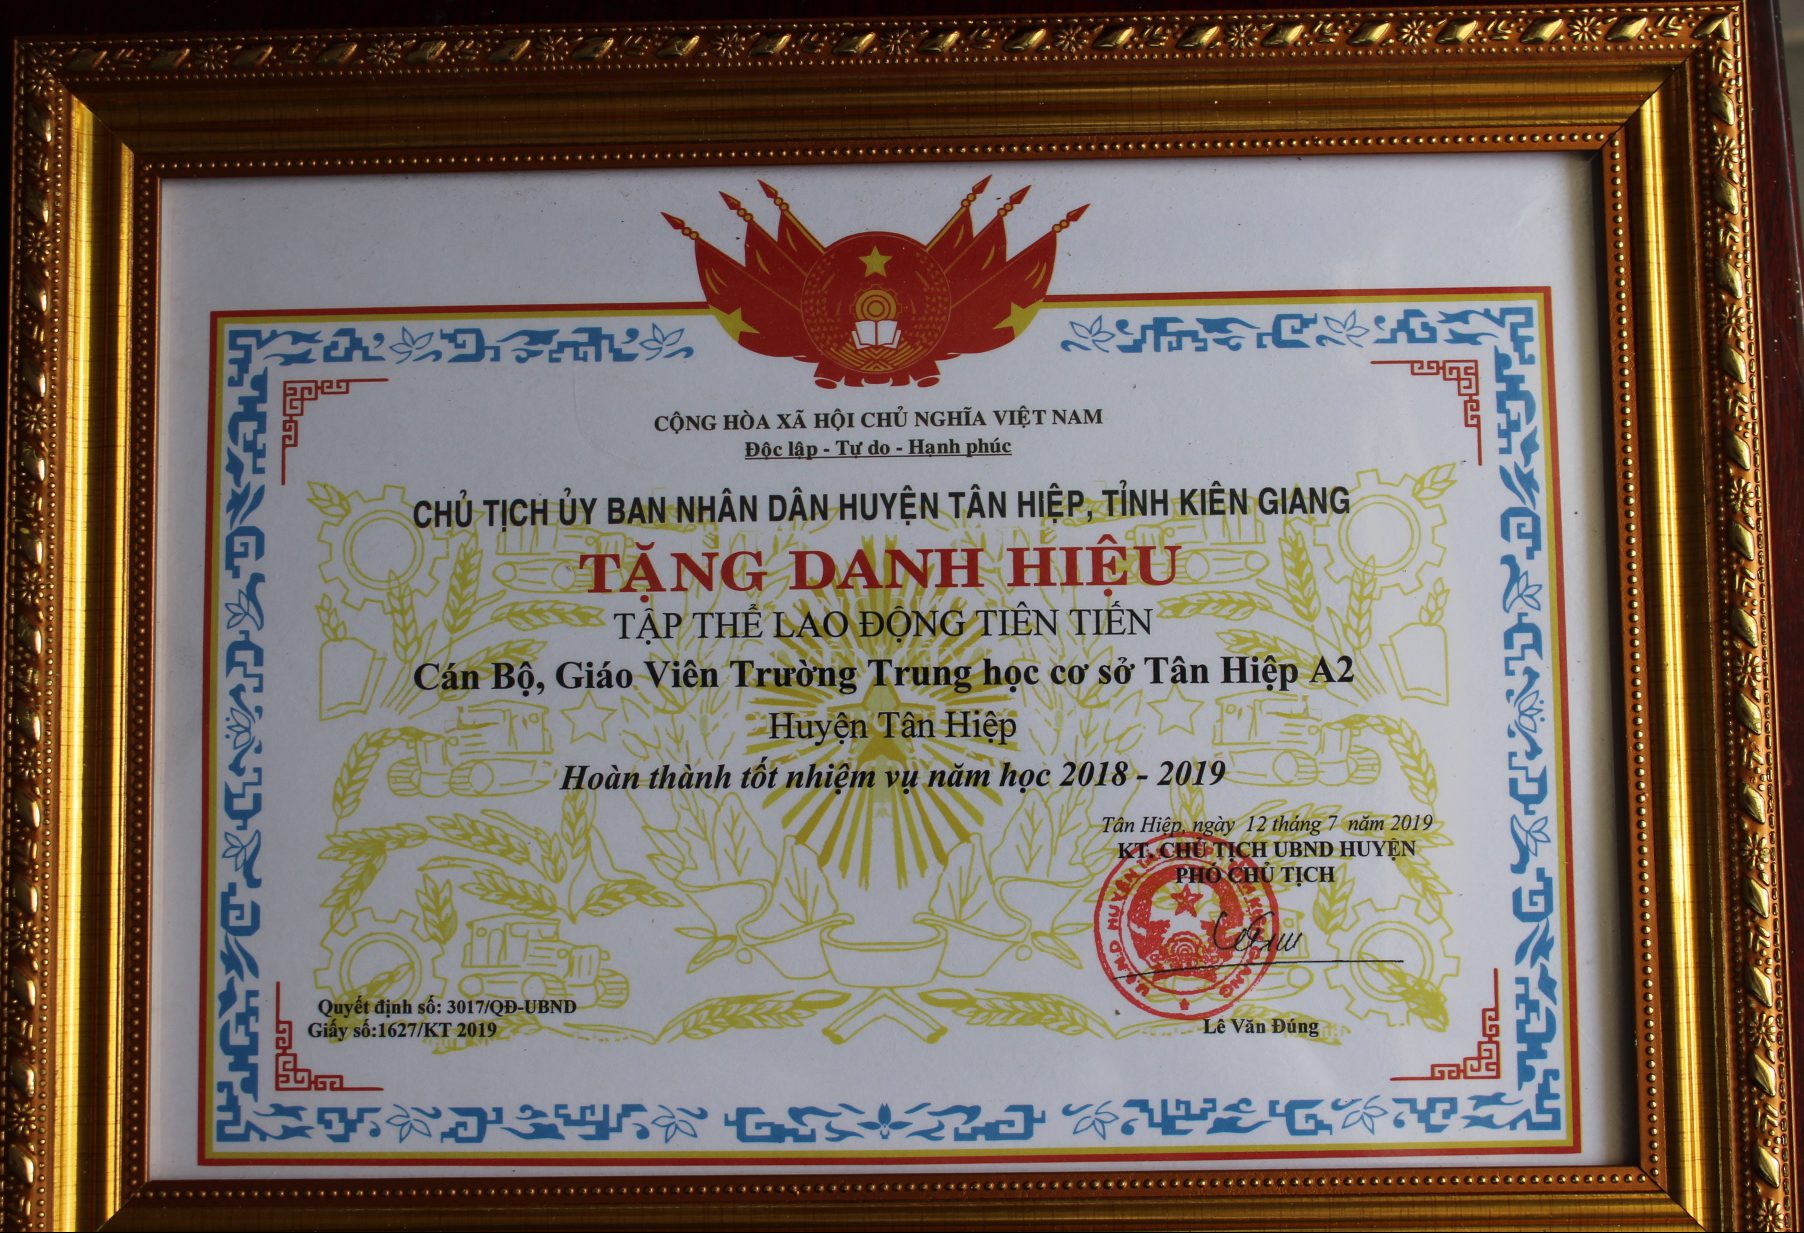 CỘNG HÒA XÃ HỘI CHỦ NGHĨA VIỆT NAM
Độc lập - Tự do - Hạnh phúc
CHỦ TỊCH ỦY BAN NHÂN DÂN HUYỆN TÂN HIỆP, TỈNH KIÊN GIANG
TẶNG DANH HIỆU
TẬP THỂ LAO ĐỘNG TIÊN TIẾN
Cán Bộ, Giáo Viên Trường Trung học cơ sở Tân Hiệp A2
Huyện Tân Hiệp
Hoàn thành tốt nhiệm vụ năm học 2018 - 2019
Tân Hiệp, ngày 12 tháng 7 năm 2019
KT. CHỦ TỊCH UBND HUYỆN
PHÓ CHỦ TỊCH
Quyết định số: 3017/QĐ-UBND
Giấy số:1627/KT 2019
Lê Văn Đúng